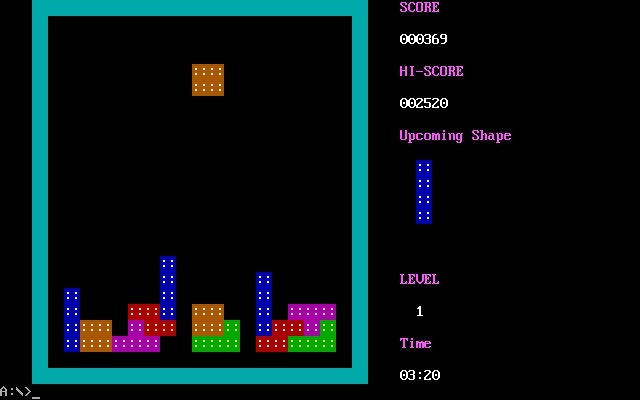 SCORE
000369
HI-SCORE
002520
Upcoming Shape
LEVEL
1
Time
03:20
A:\>_